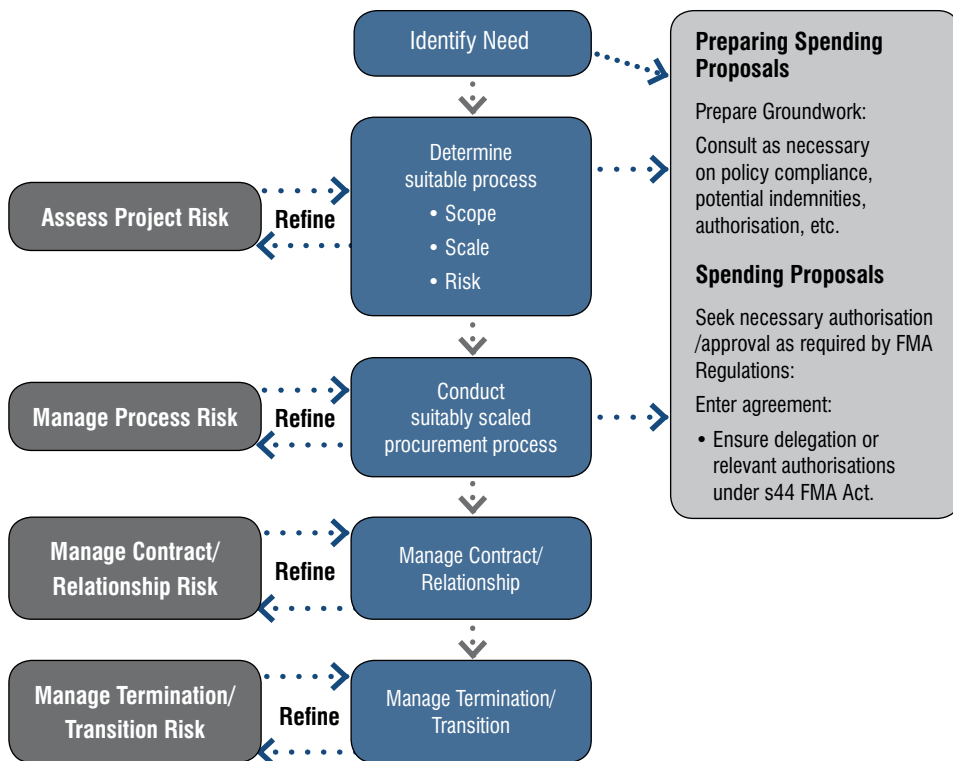 Identify Need
Preparing Spending
Proposals
Prepare Groundwork:
Consult as necessary
on policy compliance,
potential indemnities,
authorisation, etc.
Spending Proposals
Seek necessary authorisation
/approval as required by FMA
Regulations:
Enter agreement:
• Ensure delegation or
relevant authorisations
under s44 FMA Act.
Determine
suitable process
• Scope
• Scale
• Risk
Assess Project Risk
Refine
Conduct
suitably scaled
procurement process
Manage Process Risk
Refine
Manage Contract/
Relationship
Manage Contract/
Relationship Risk
Refine
Manage Termination/
Transition
Manage Termination/
Transition Risk
Refine